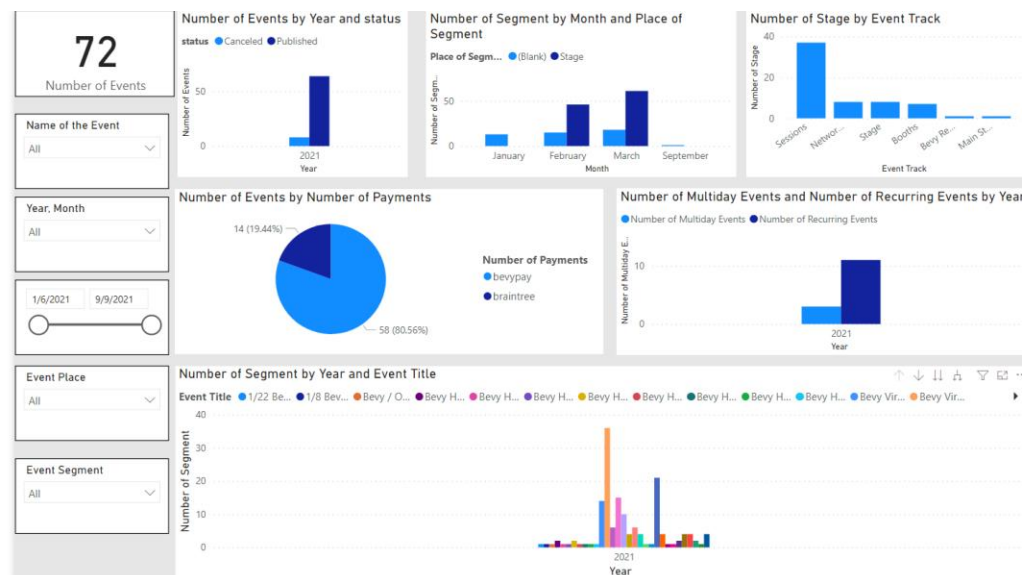 72
Number of Events
Name of the Event
All
Year, Month
All
1/6/2021 9/9/2021
Event Place
All
Event Segment
All
Number of Events by Year and status
status Canceled Published
Number of Events
50
0
2021
Year
Number of Segment by Month and Place of
Segment
Place of Segm... (Blank) Stage
Number of Segm...
50
0
January February March September
Month
Number of Stage by Event Track
Number of Stage
40
20
0
Sessions Networ... Stage Booths Bevy Re... Main St...
Event Track
Number of Events by Number of Payments
14 (19.44%)
58 (80.56%)
Number of Payments
bevypay
braintree
Number of Multiday Events and Number of Recurring Events by Year
Number of Multiday Events Number of Recurring Events
Number of Multiday E...
10
0
2021
Year
Number of Segment by Year and Event Title
Event Title 1/22 Be... 1/8 Bev... Bevy / O... Bevy H... Bevy H... Bevy H... Bevy H... Bevy H... Bevy H... Bevy H... Bevy H... Bevy Vir... Bevy Vir...
Number of Segment
40
30
20
10
0
2021
Year